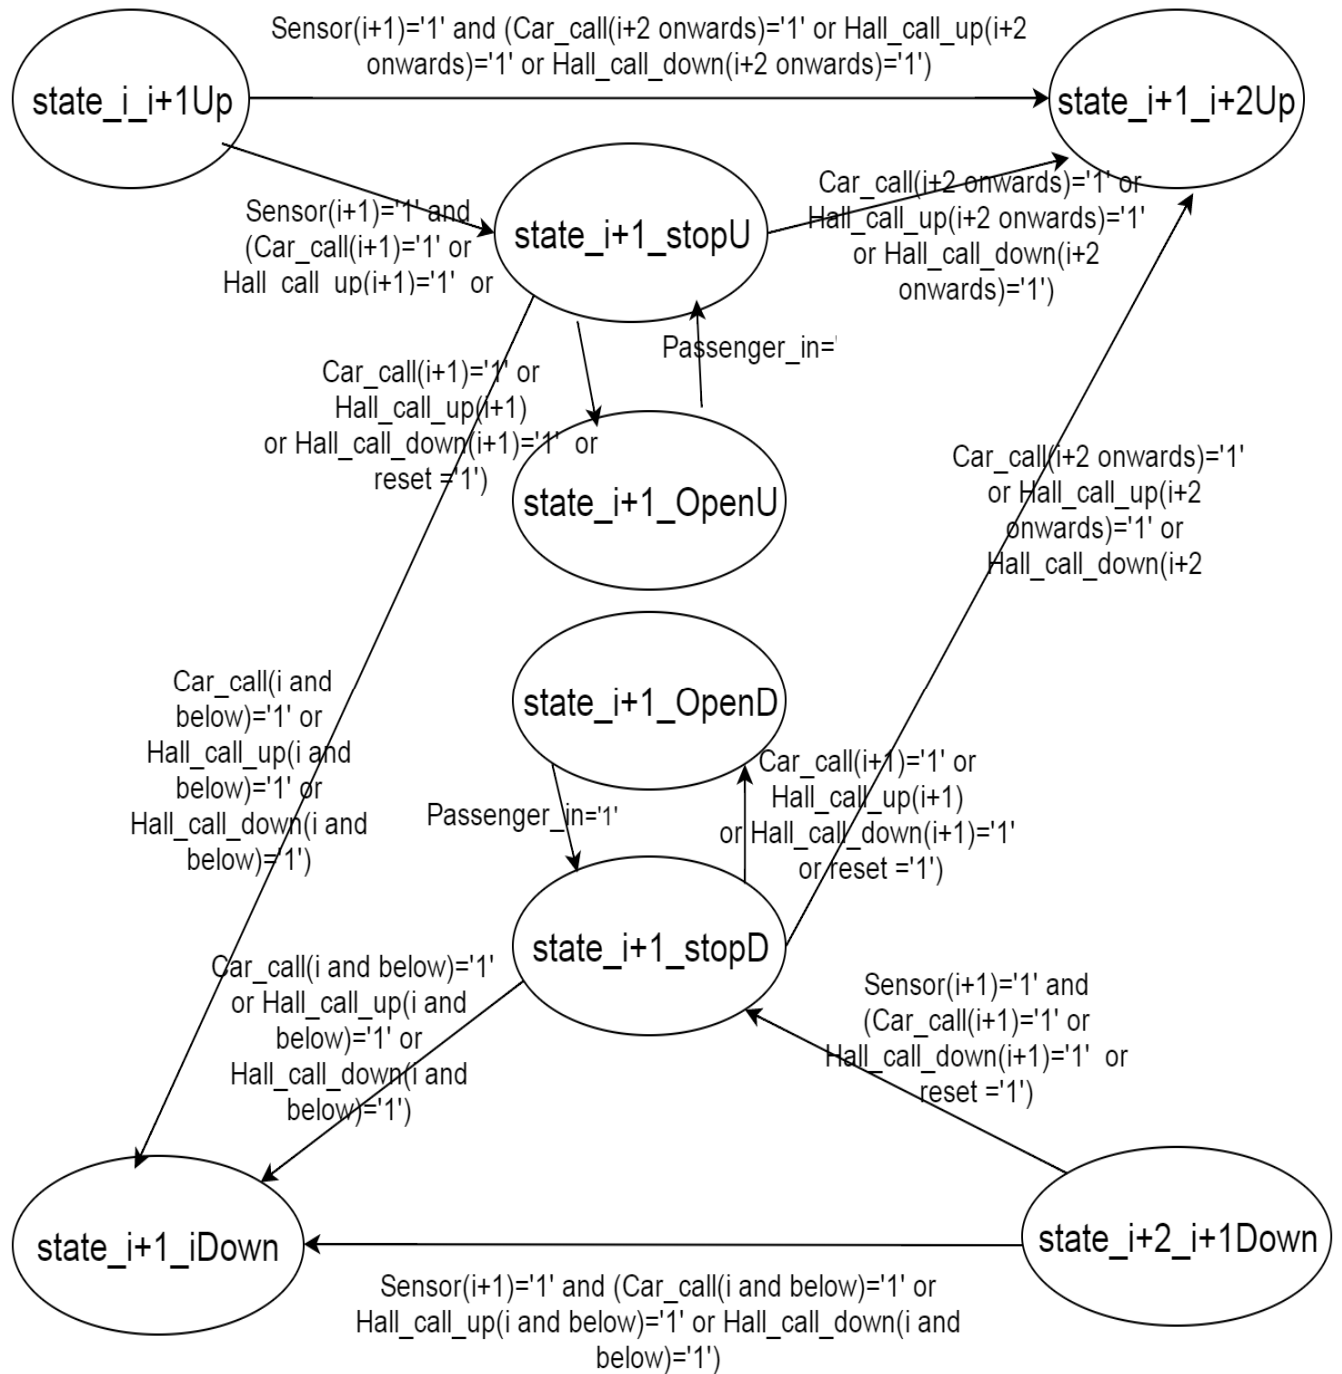 Sensor(i+1)='1' and (Car_call(i+2 onwards)='1' or Hall_call_up(i+2
onwards)='1' or Hall_call_down(i+2 onwards)='1')
state_i_i+1Up
state_i+1_i+2Up
Sensor(i+1)='1' and
(Car_call(i+1)='1' or
Hall_call_up(i+1)='1' or
state_i+1_stopU
Car_call(i+2 onwards)='1' or
Hall_call_up(i+2 onwards)='1'
or Hall_call_down(i+2
onwards)='1')
Passenger_in='
Car_call(i+1)='1' or
Hall_call_up(i+1)
or Hall_call_down(i+1)='1' or
reset ='1')
state_i+1_OpenU
Car_call(i+2 onwards)='1'
or Hall_call_up(i+2
onwards)='1' or
Hall_call_down(i+2
Car_call(i and
below)='1' or
Hall_call_up(i and
below)='1' or
Hall_call_down(i and
below)='1')
state_i+1_OpenD
Passenger_in='1'
Car_call(i+1)='1' or
Hall_call_up(i+1)
or Hall_call_down(i+1)='1'
or reset ='1')
state_i+1_stopD
Car_call(i and below)='1'
or Hall_call_up(i and
below)='1' or
Hall_call_down(i and
below)='1')
Sensor(i+1)='1' and
(Car_call(i+1)='1' or
Hall_call_down(i+1)='1' or
reset ='1')
state_i+1_iDown
state_i+2_i+1Down
Sensor(i+1)='1' and (Car_call(i and below)='1' or
Hall_call_up(i and below)='1' or Hall_call_down(i and
below)='1')